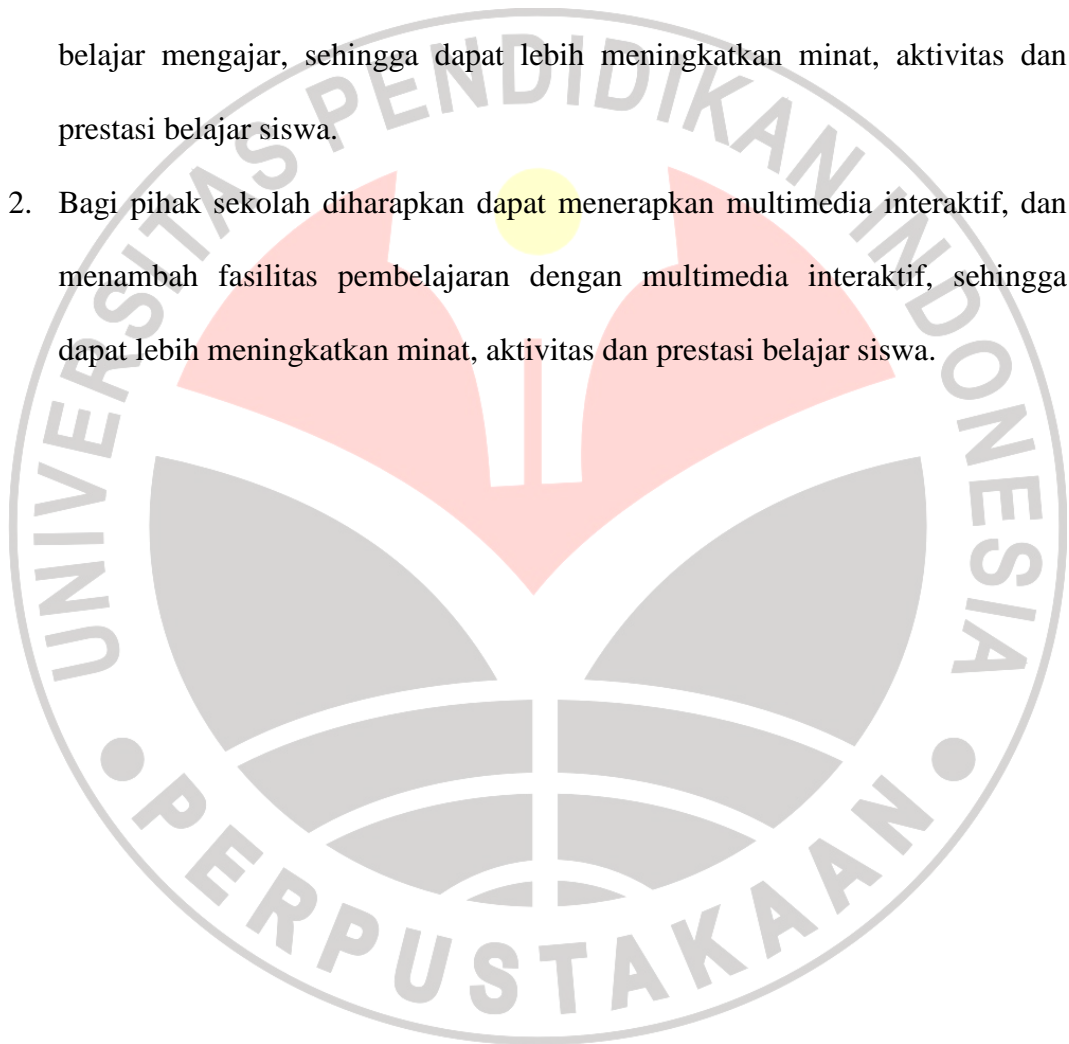 belajar mengajar, sehingga dapat lebih meningkatkan minat, aktivitas dan
prestasi belajar siswa.
2. Bagi pihak sekolah diharapkan dapat menerapkan multimedia interaktif, dan
menambah fasilitas pembelajaran dengan multimedia interaktif, sehingga
dapat lebih meningkatkan minat, aktivitas dan prestasi belajar siswa.
UNIVERSITAS PENDIDIKAN INDONESIA
PERPUSTAKAAN